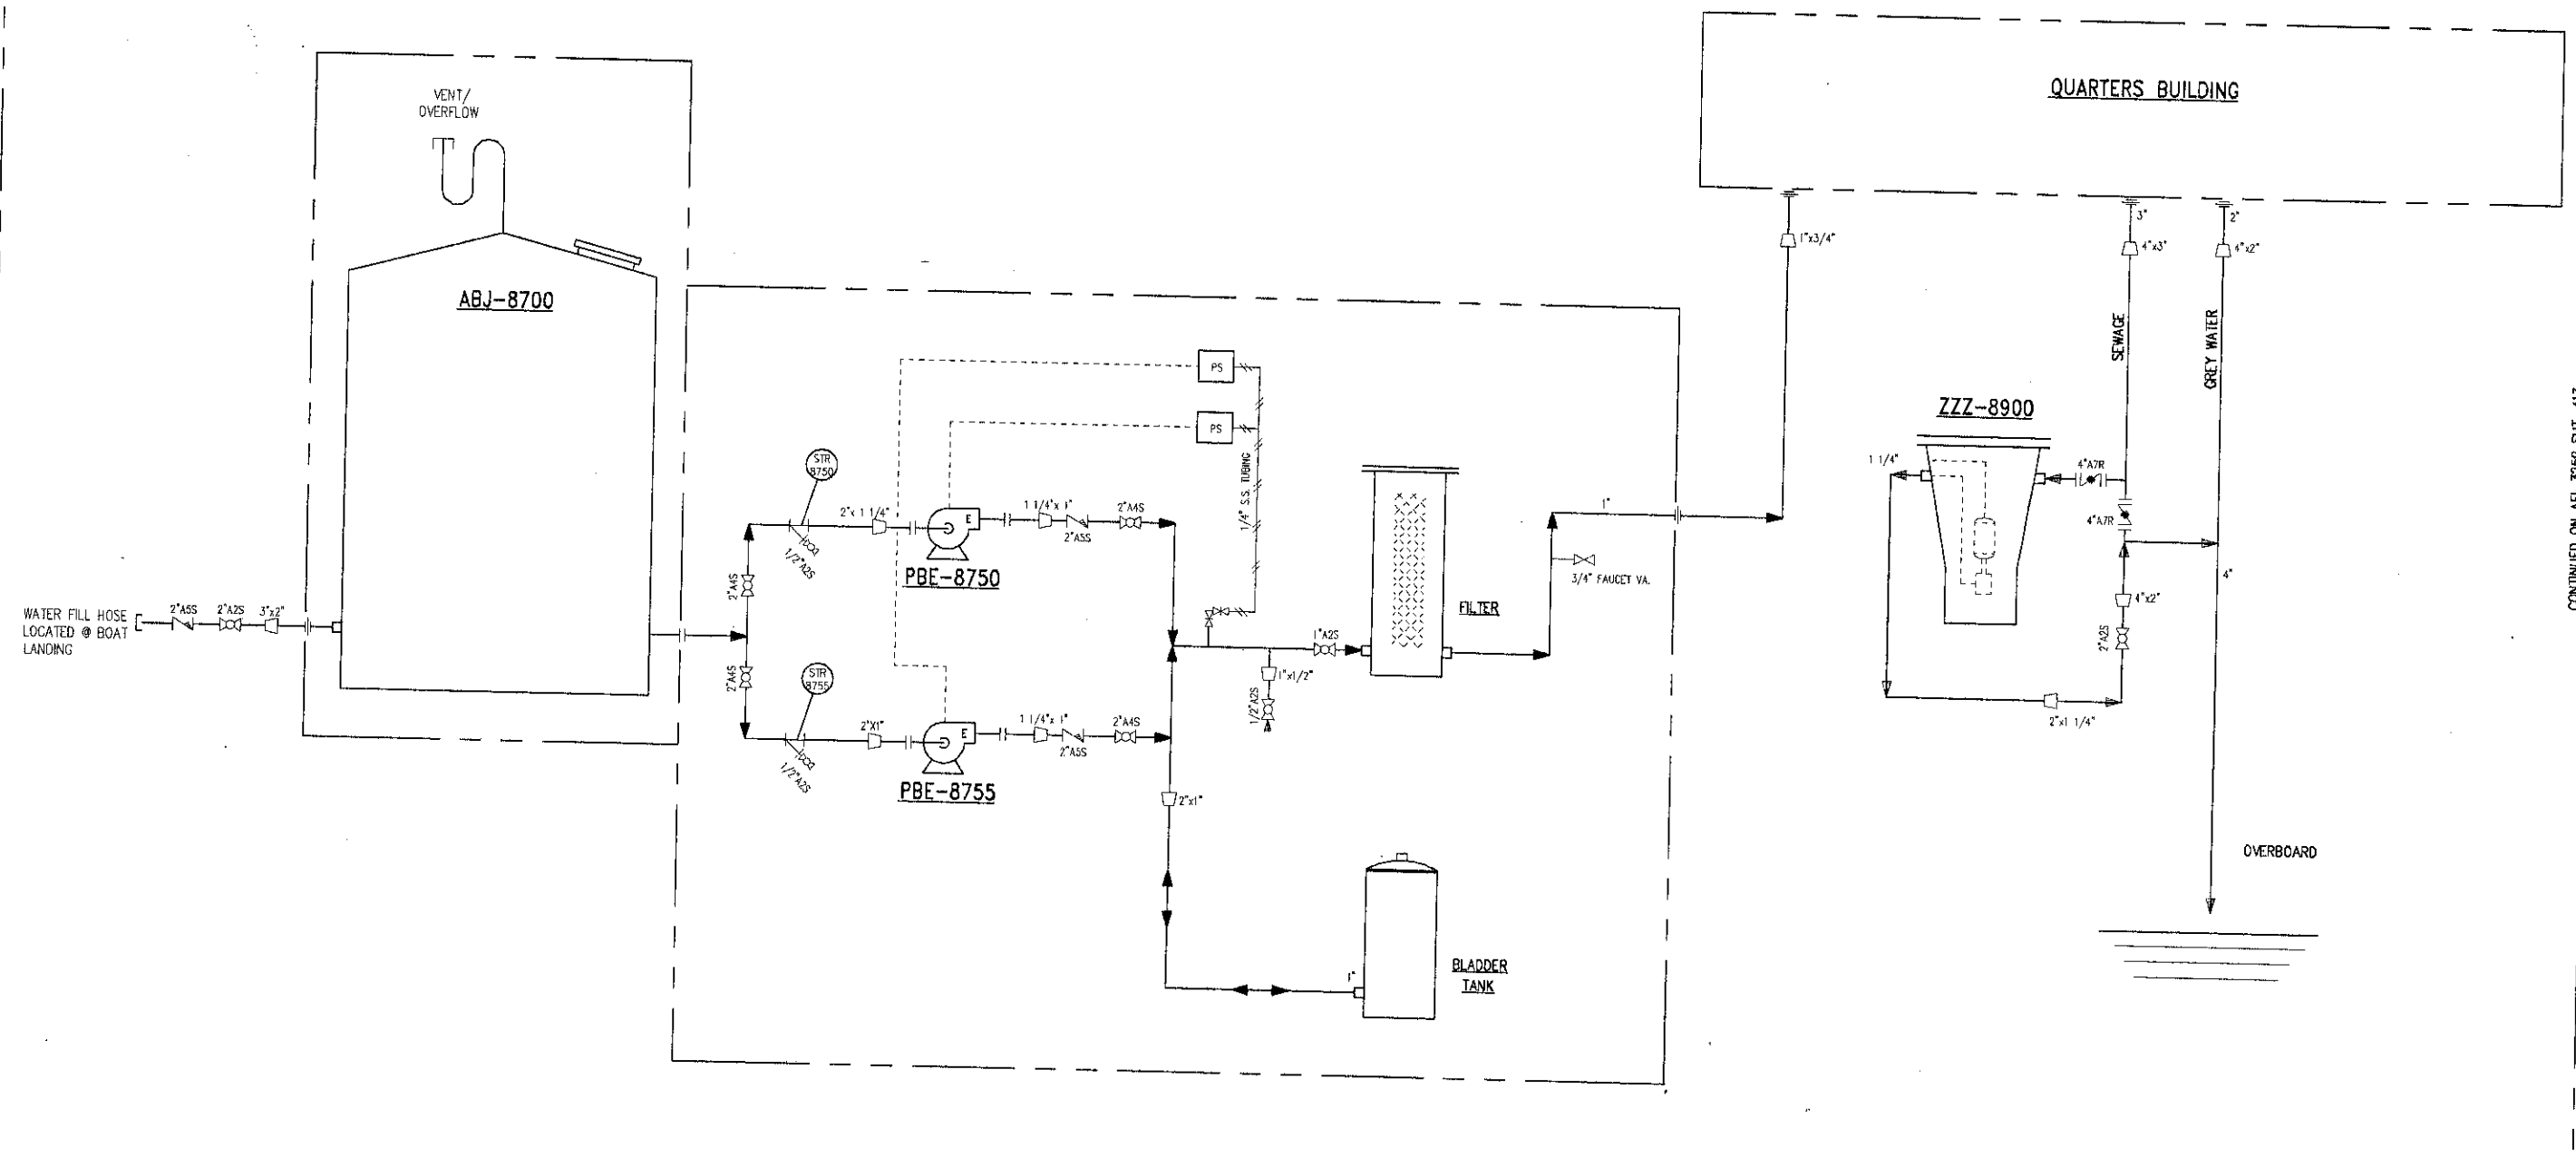 QUARTERS BUILDING
VENT/
OVERFLOW
ABJ-8700
3"
2"
1"x3/4"
4"x3"
4"x2"
SEWAGE
GREY WATER
PS
PS
1/4" S.S. TUBING
ZZZ-8900
STR
8750
2"x 1 1/4"
E
1 1/4"x 1"
2"A5S
2"A4S
1/2"A2S
PBE-8750
2"A4S
1"
1 1/4"
4"A7R
4"A7R
3/4" FAUCET VA.
4"
FILTER
4"x2"
2"A2S
WATER FILL HOSE
LOCATED @ BOAT
LANDING
2"A5S
2"A2S
3"x2"
1"A2S
1"x1/2"
1/2"A2S
2"A4S
STR
8755
2"X1"
E
1 1/4"x 1"
2"A5S
2"A4S
1/2"A2S
PBE-8755
2"x1 1/4"
2"x1"
OVERBOARD
1"
BLADDER
TANK